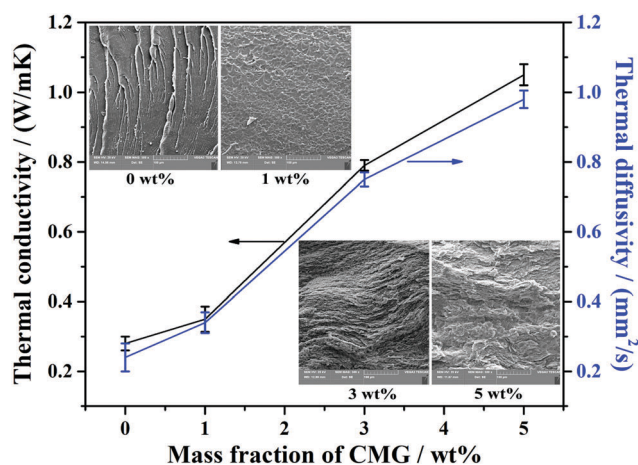 1.2
1.0
0.8
0.6
0.4
0.2
Thermal conductivity / (W/mK)
0 wt%
1 wt%
3 wt%
5 wt%
1.2
1.0
0.8
0.6
0.4
0.2
Thermal diffusivity / (mm²/s)
0 1 2 3 4 5
Mass fraction of CMG / wt%